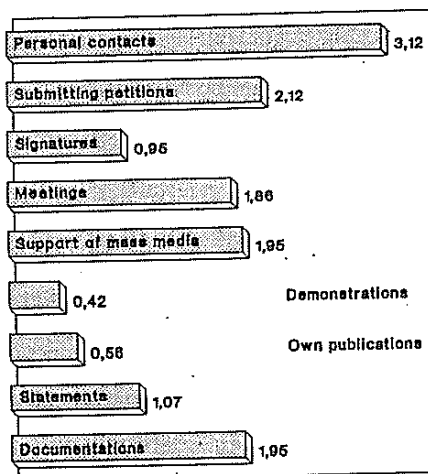 Personal contacts 3,12
Submitting petitions 2,12
Signatures 0,95
Meetings 1,86
Support of mass media 1,95
0,42 Demonstrations
0,56 Own publications
Statements 1,07
Documentations 1,95